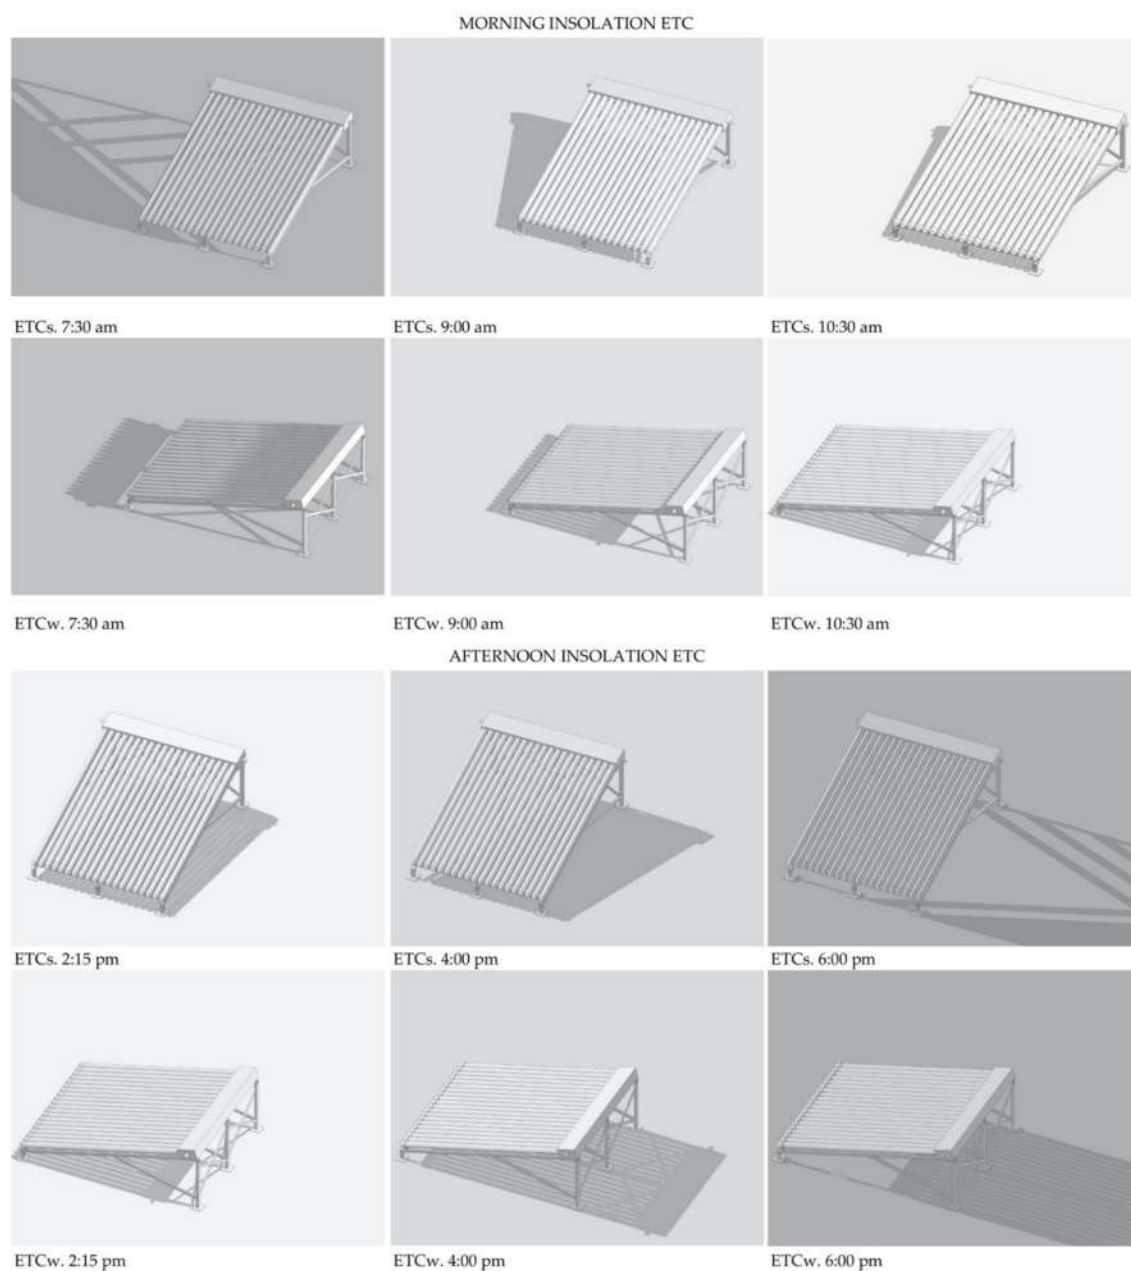 MORNING INSOLATION ETC
ETCs. 7:30 am
ETCs. 9:00 am
ETCs. 10:30 am
ETCw. 7:30 am
ETCw. 9:00 am
ETCw. 10:30 am
AFTERNOON INSOLATION ETC
ETCs. 2:15 pm
ETCs. 4:00 pm
ETCs. 6:00 pm
ETCw. 2:15 pm
ETCw. 4:00 pm
ETCw. 6:00 pm